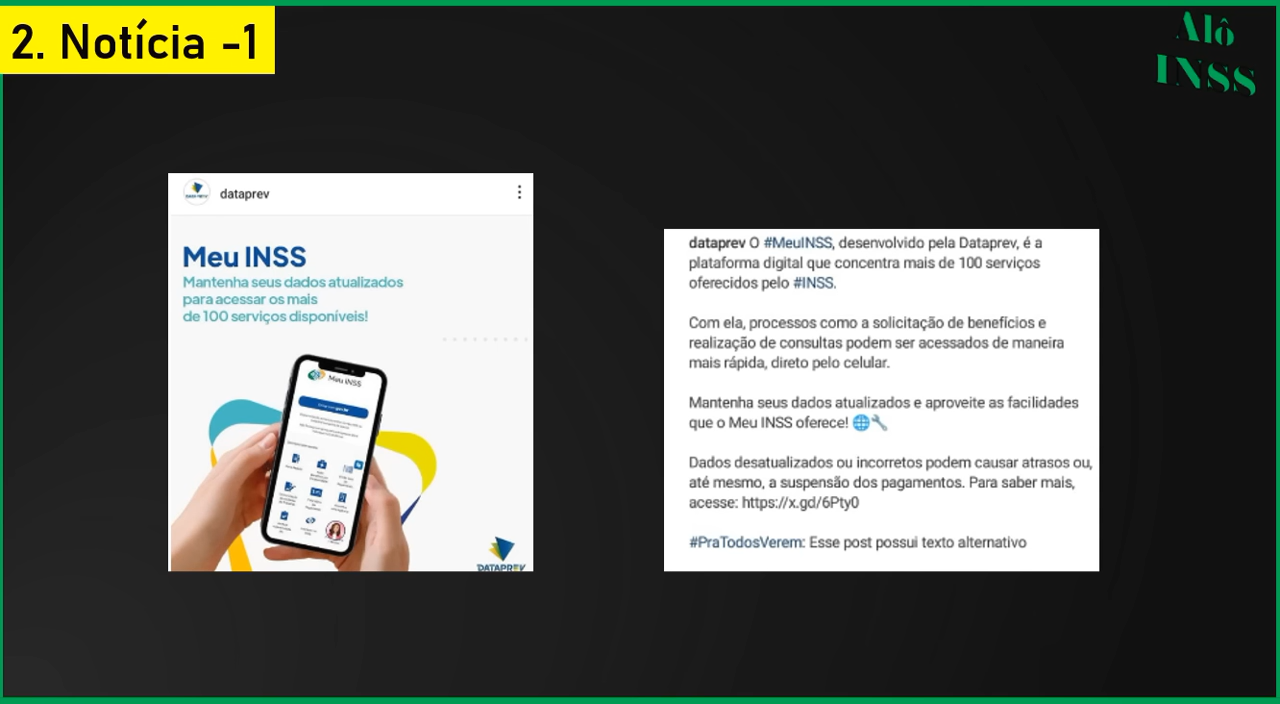 2. Notícia -1
Alô
INSS
dataprev
Meu INSS
Mantenha seus dados atualizados
para acessar os mais
de 100 serviços disponíveis!
Meu INSS
DATAPREV
dataprev O #MeuINSS, desenvolvido pela Dataprev, é a
plataforma digital que concentra mais de 100 serviços
oferecidos pelo #INSS.
Com ela, processos como a solicitação de benefícios e
realização de consultas podem ser acessados de maneira
mais rápida, direto pelo celular.
Mantenha seus dados atualizados e aproveite as facilidades
que o Meu INSS oferece! 🌐🔧
Dados desatualizados ou incorretos podem causar atrasos ou,
até mesmo, a suspensão dos pagamentos. Para saber mais,
acesse: https://x.gd/6Pty0
#PraTodosVerem: Esse post possui texto alternativo